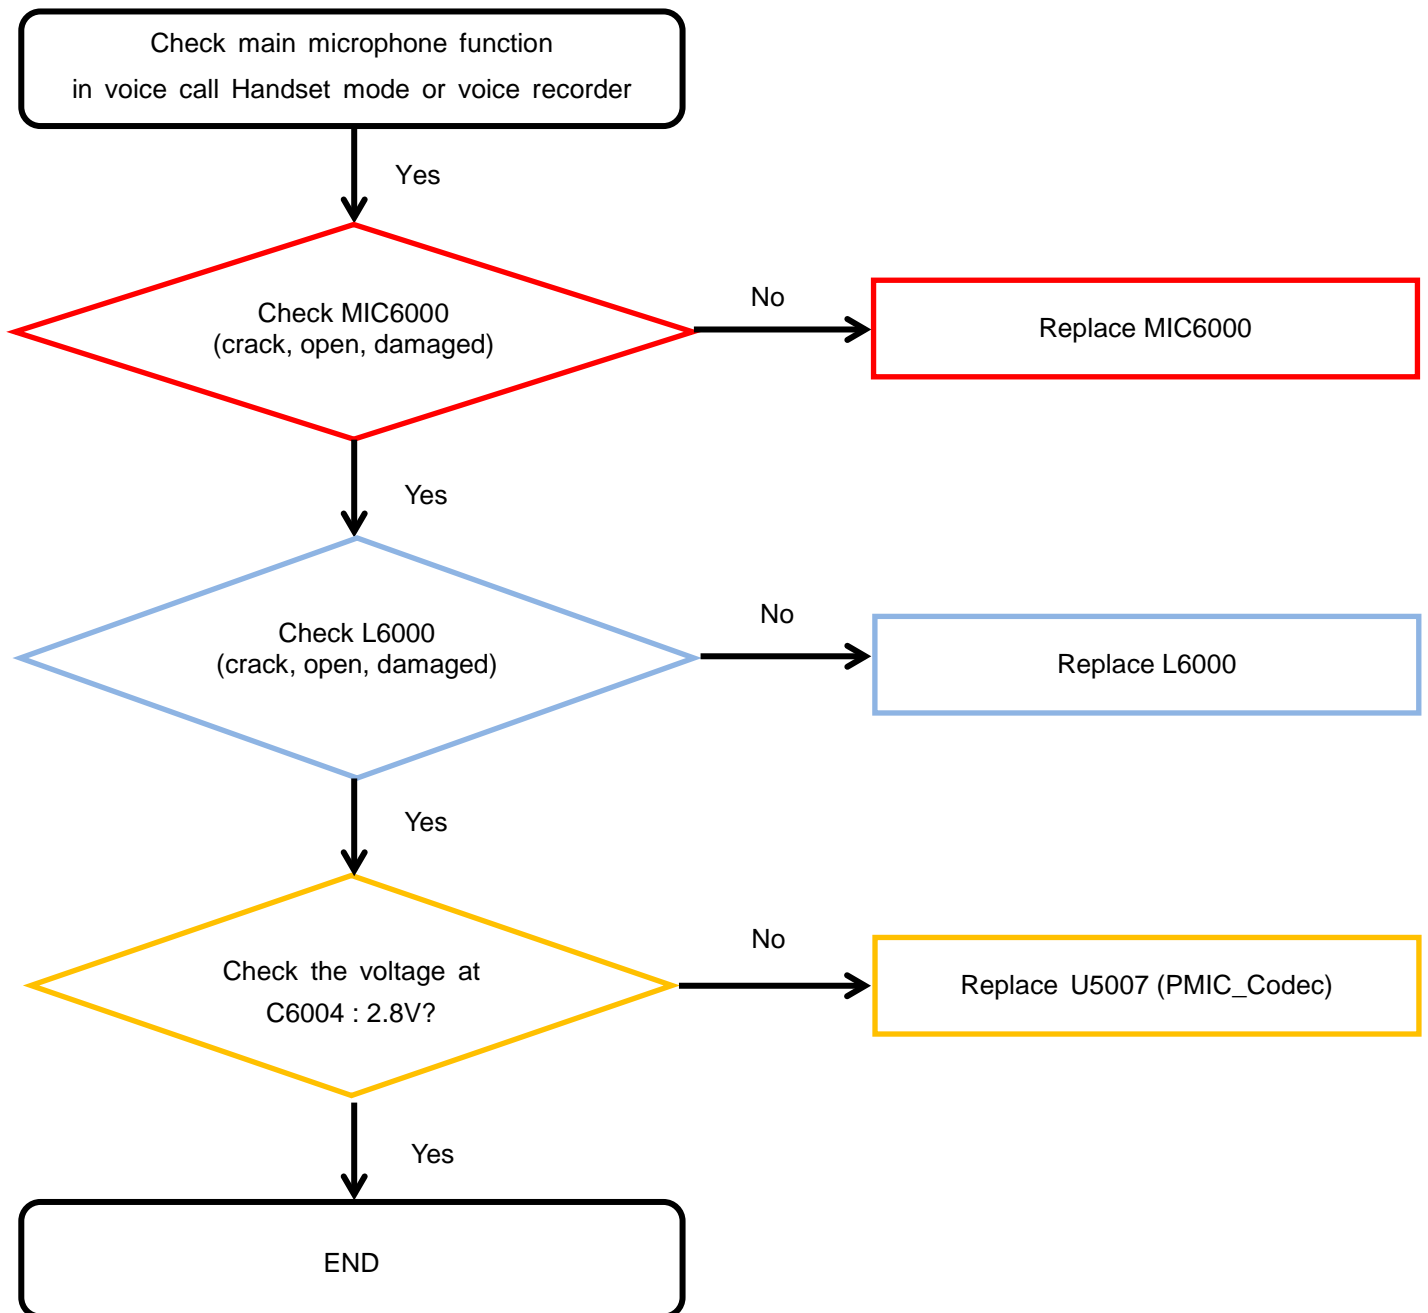 Check main microphone function
in voice call Handset mode or voice recorder
Yes
Check MIC6000
(crack, open, damaged)
No
Replace MIC6000
Yes
Check L6000
(crack, open, damaged)
No
Replace L6000
Yes
Check the voltage at
C6004 : 2.8V?
No
Replace U5007 (PMIC_Codec)
Yes
END